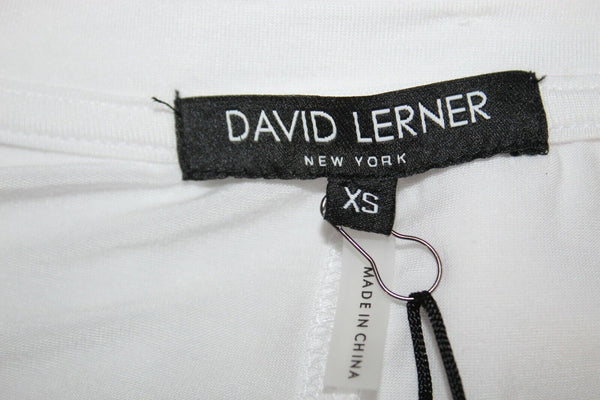 DAVID LERNER
NEW YORK
XS
MADE IN CHINA